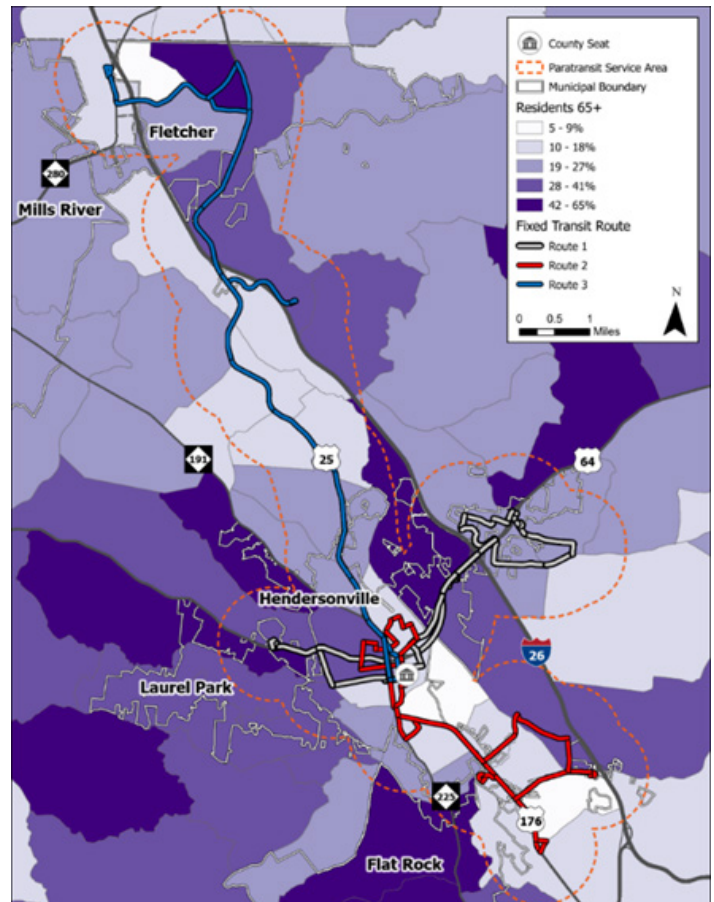 County Seat
Paratransit Service Area
Municipal Boundary
Residents 65+
5 - 9%
10 - 18%
19 - 27%
28 - 41%
42 - 65%
Fixed Transit Route
Route 1
Route 2
Route 3
0 0.5 1
Miles
N
Fletcher
280
Mills River
191
25
64
Hendersonville
26
Laurel Park
225
176
Flat Rock